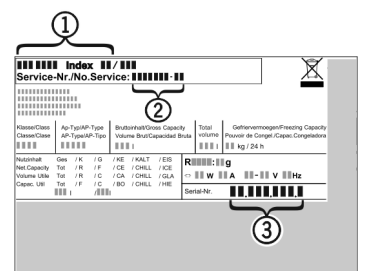 1
Index /
Service-Nr./No.Service: -
2
Klasse/Class Ap-Typ/AP-Type Bruttoinhalt/Gross Capacity Total Gefriervermoegen/Freezing Capacity
Classe/Clase AP-Type/AP-Tipo Volume Brut/Capacidad Bruta volume Pouvoir de Congel./Capac.Congeladora
l l kg / 24 h
Nutzinhalt Ges / K / G / KE / KALT / EIS
Net.Capacity Tot / R / F / CE / CHILL / ICE
Volume Utile Tot / R / C / CA / CHILL / GLA
Capac. Util Tot / F / C / BO / CHILL / HIE
l / l
R : g
W A - V Hz
Serial-Nr. . . .
3